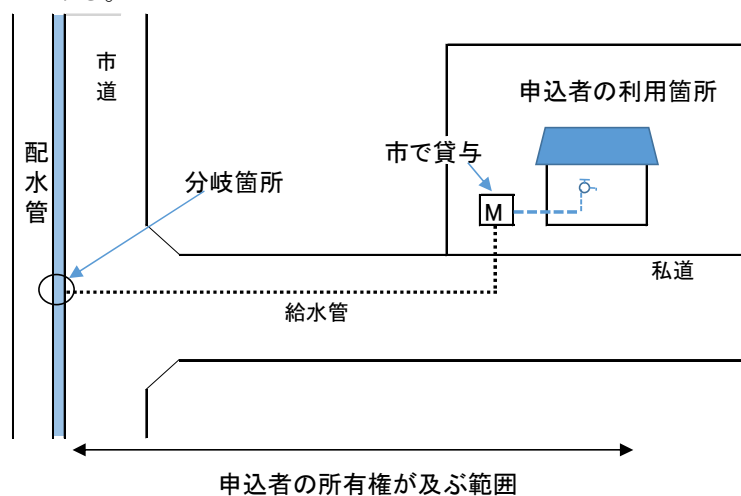 市道
配水管
分岐箇所
市で貸与
申込者の利用箇所
M
私道
給水管
申込者の所有権が及ぶ範囲